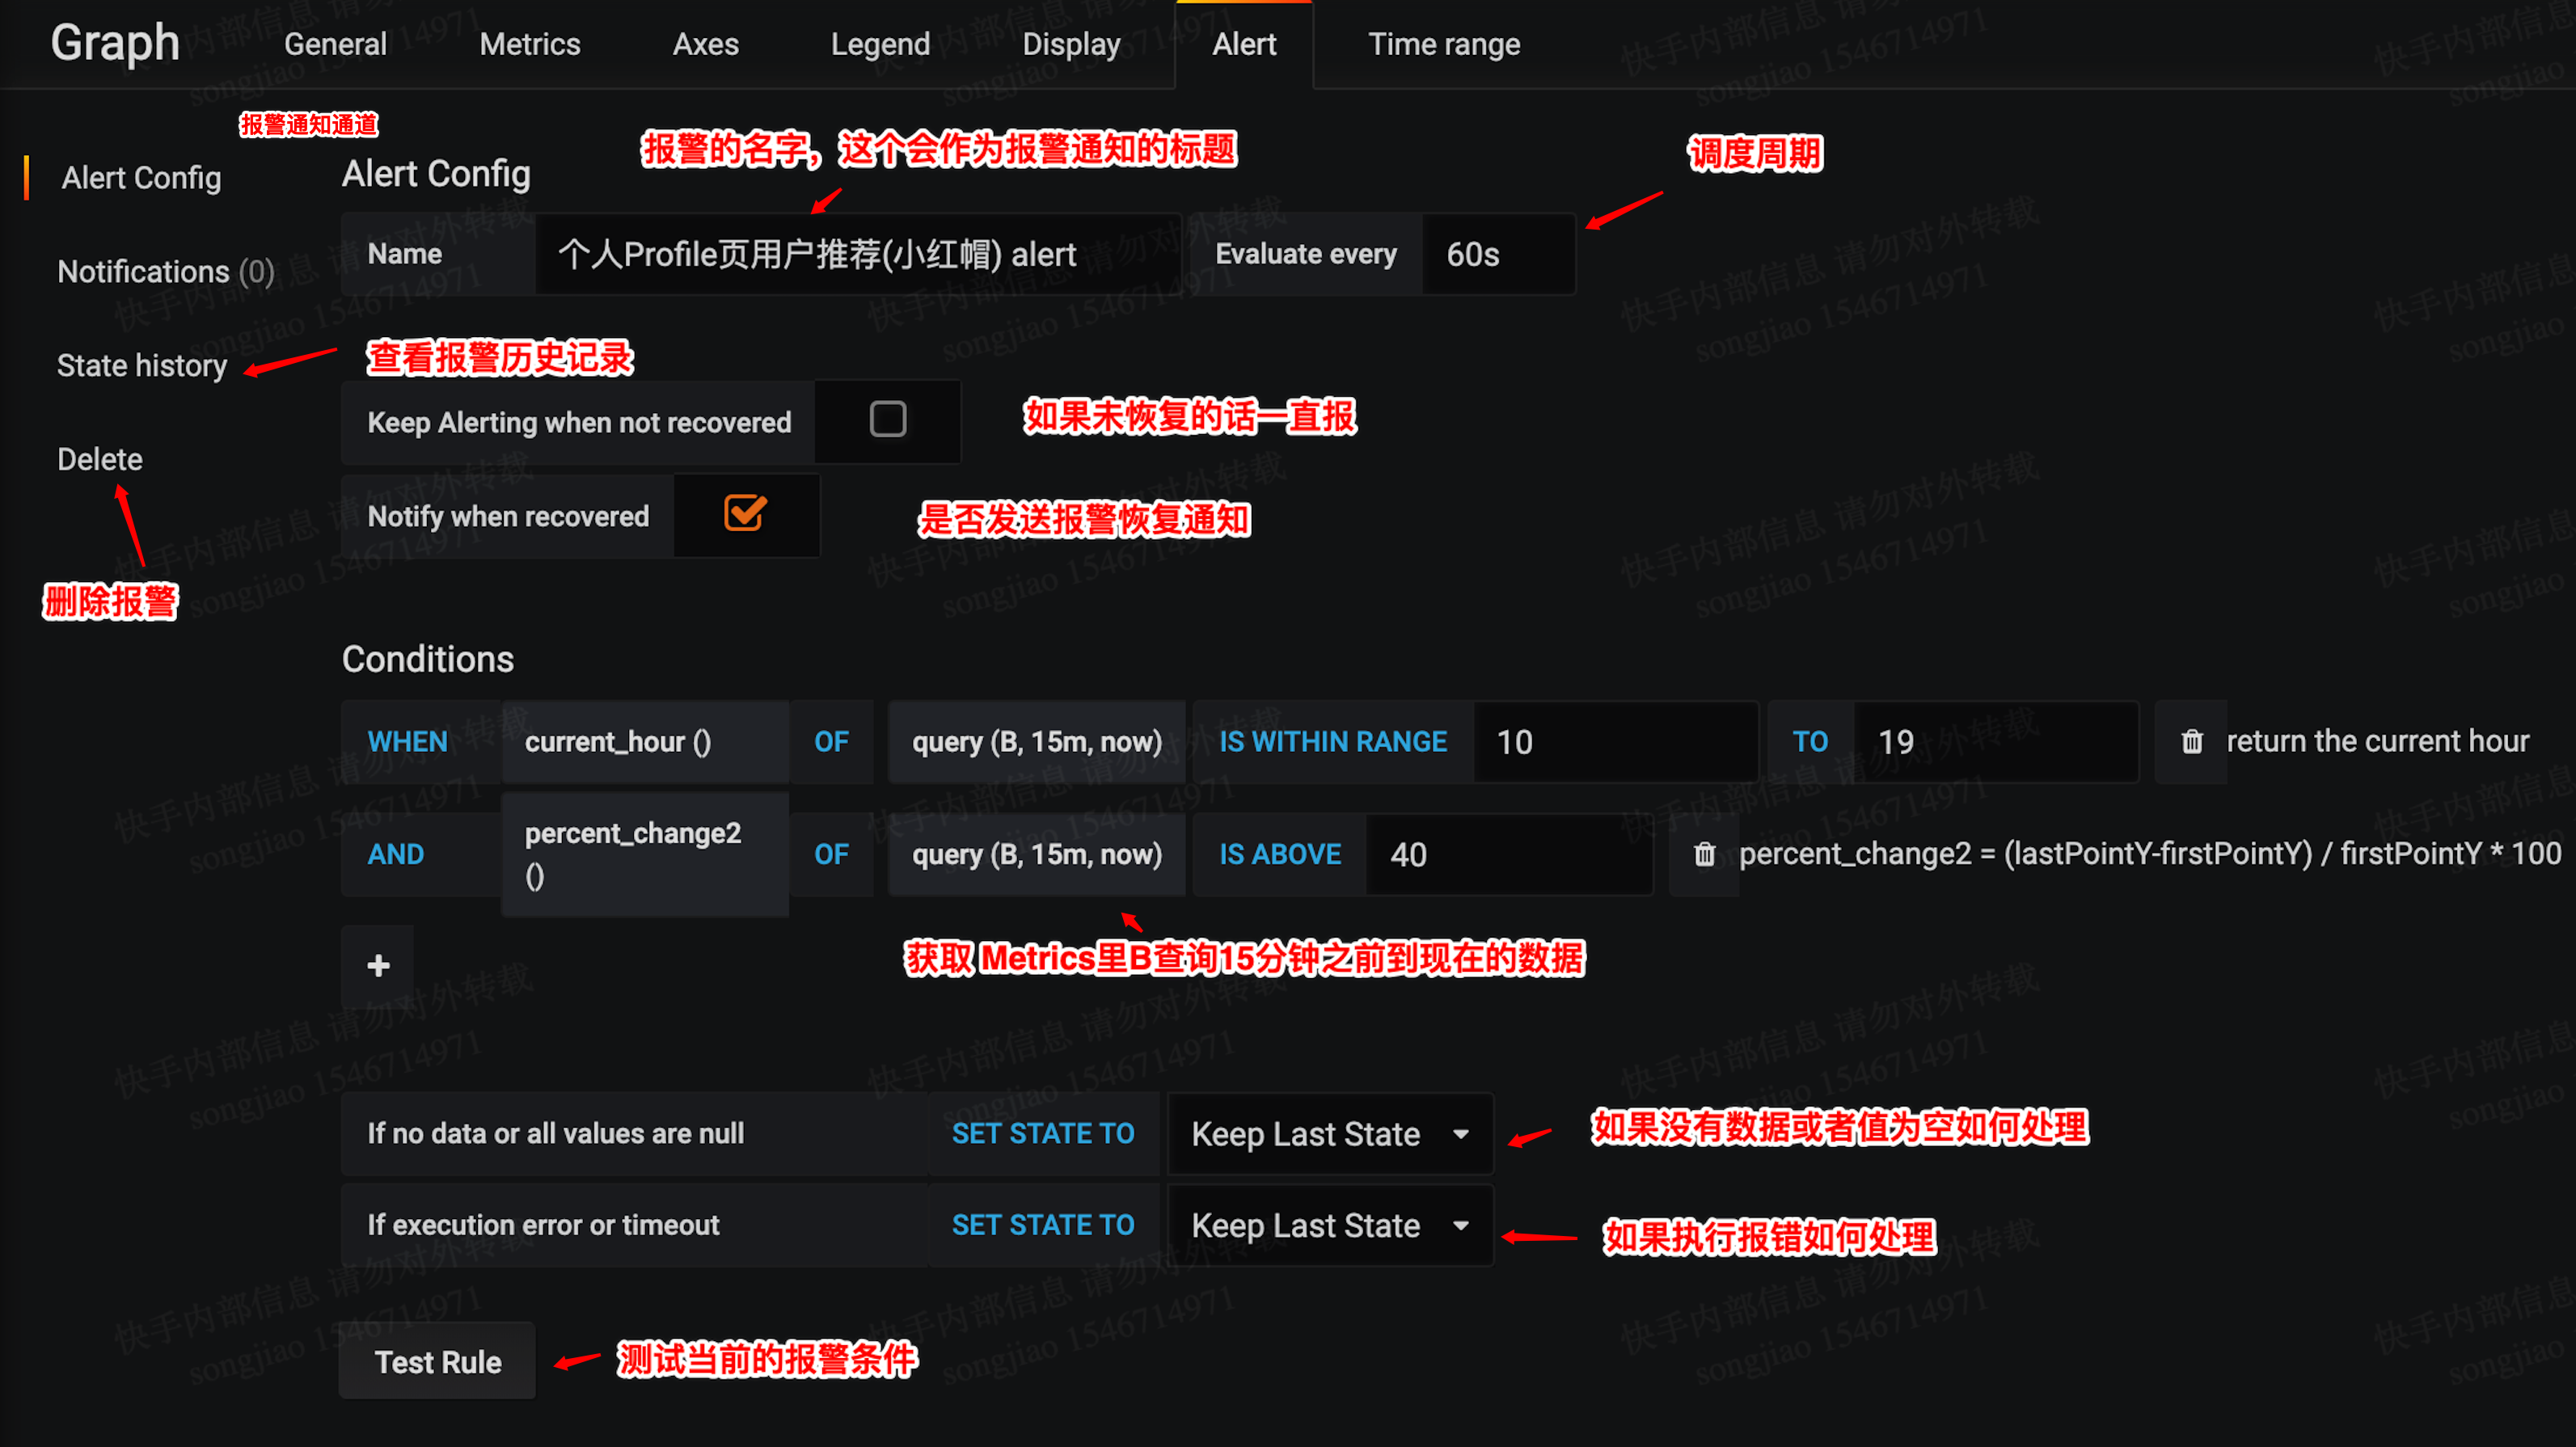 Graph
General
Metrics
Axes
Legend
Display
Alert
Time range
报警通知通道
报警的名字，这个会作为报警通知的标题
调度周期
Alert Config
Alert Config
Name
个人Profile页用户推荐(小红帽) alert
Evaluate every
60s
Notifications (0)
State history
查看报警历史记录
Keep Alerting when not recovered
如果未恢复的话一直报
Delete
Notify when recovered
是否发送报警恢复通知
删除报警
Conditions
WHEN
current_hour ()
OF
query (B, 15m, now)
IS WITHIN RANGE
10
TO
19
return the current hour
AND
percent_change2
()
OF
query (B, 15m, now)
IS ABOVE
40
percent_change2 = (lastPointY-firstPointY) / firstPointY * 100
+
获取 Metrics里B查询15分钟之前到现在的数据
If no data or all values are null
SET STATE TO
Keep Last State
如果没有数据或者值为空如何处理
If execution error or timeout
SET STATE TO
Keep Last State
如果执行报错如何处理
Test Rule
测试当前的报警条件
快手内部信息 请勿对外转载
songjiao 1546714971